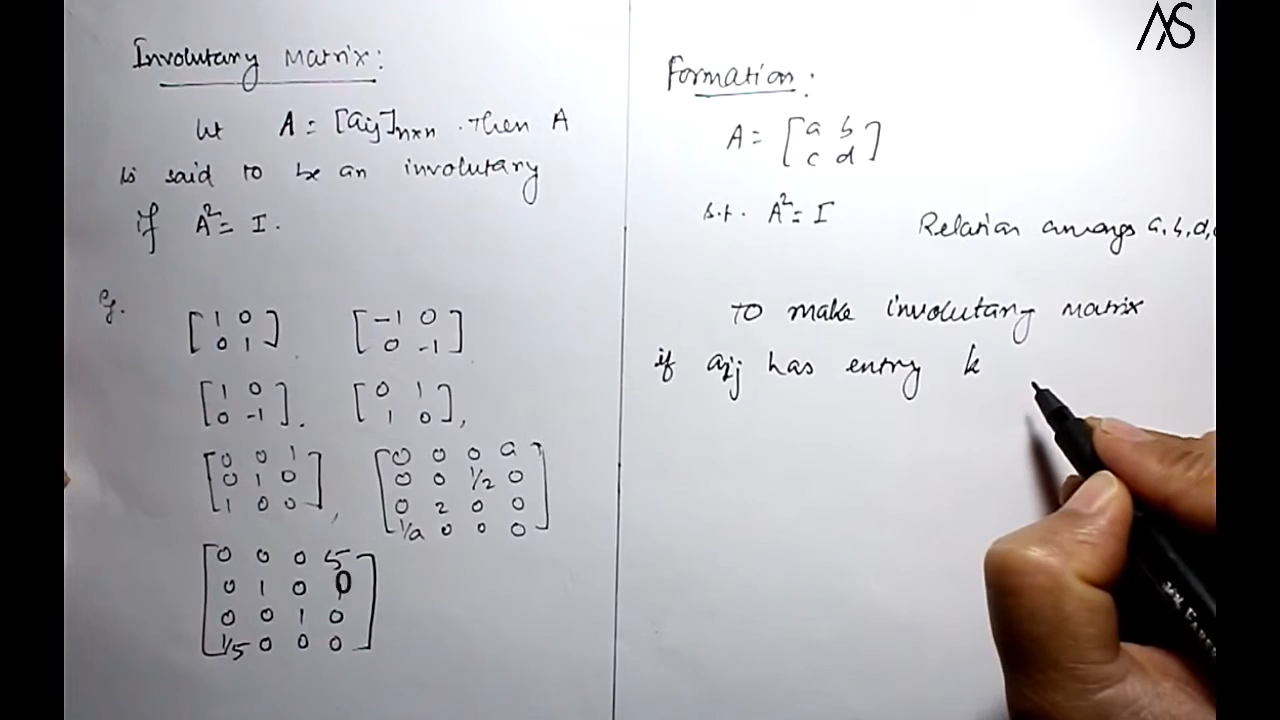 Involutary Matrix:
Let A = [aij]n×n . Then A
is said to be an involutary
if A² = I.
eg.
[1 0
0 1]
[-1 0
0 -1]
[1 0
0 -1].
[0 1
1 0],
[0 0 1
0 1 0
1 0 0],
[0 0 0 a
0 0 1/2 0
0 2 0 0
1/a 0 0 0]
[0 0 0 5
0 1 0 0
0 0 1 0
1/5 0 0 0]
NS
Formation:
A = [a b
c d]
s.t. A² = I
Relation amongs a, b, d,
To make involutary matrix
if aij has entry k